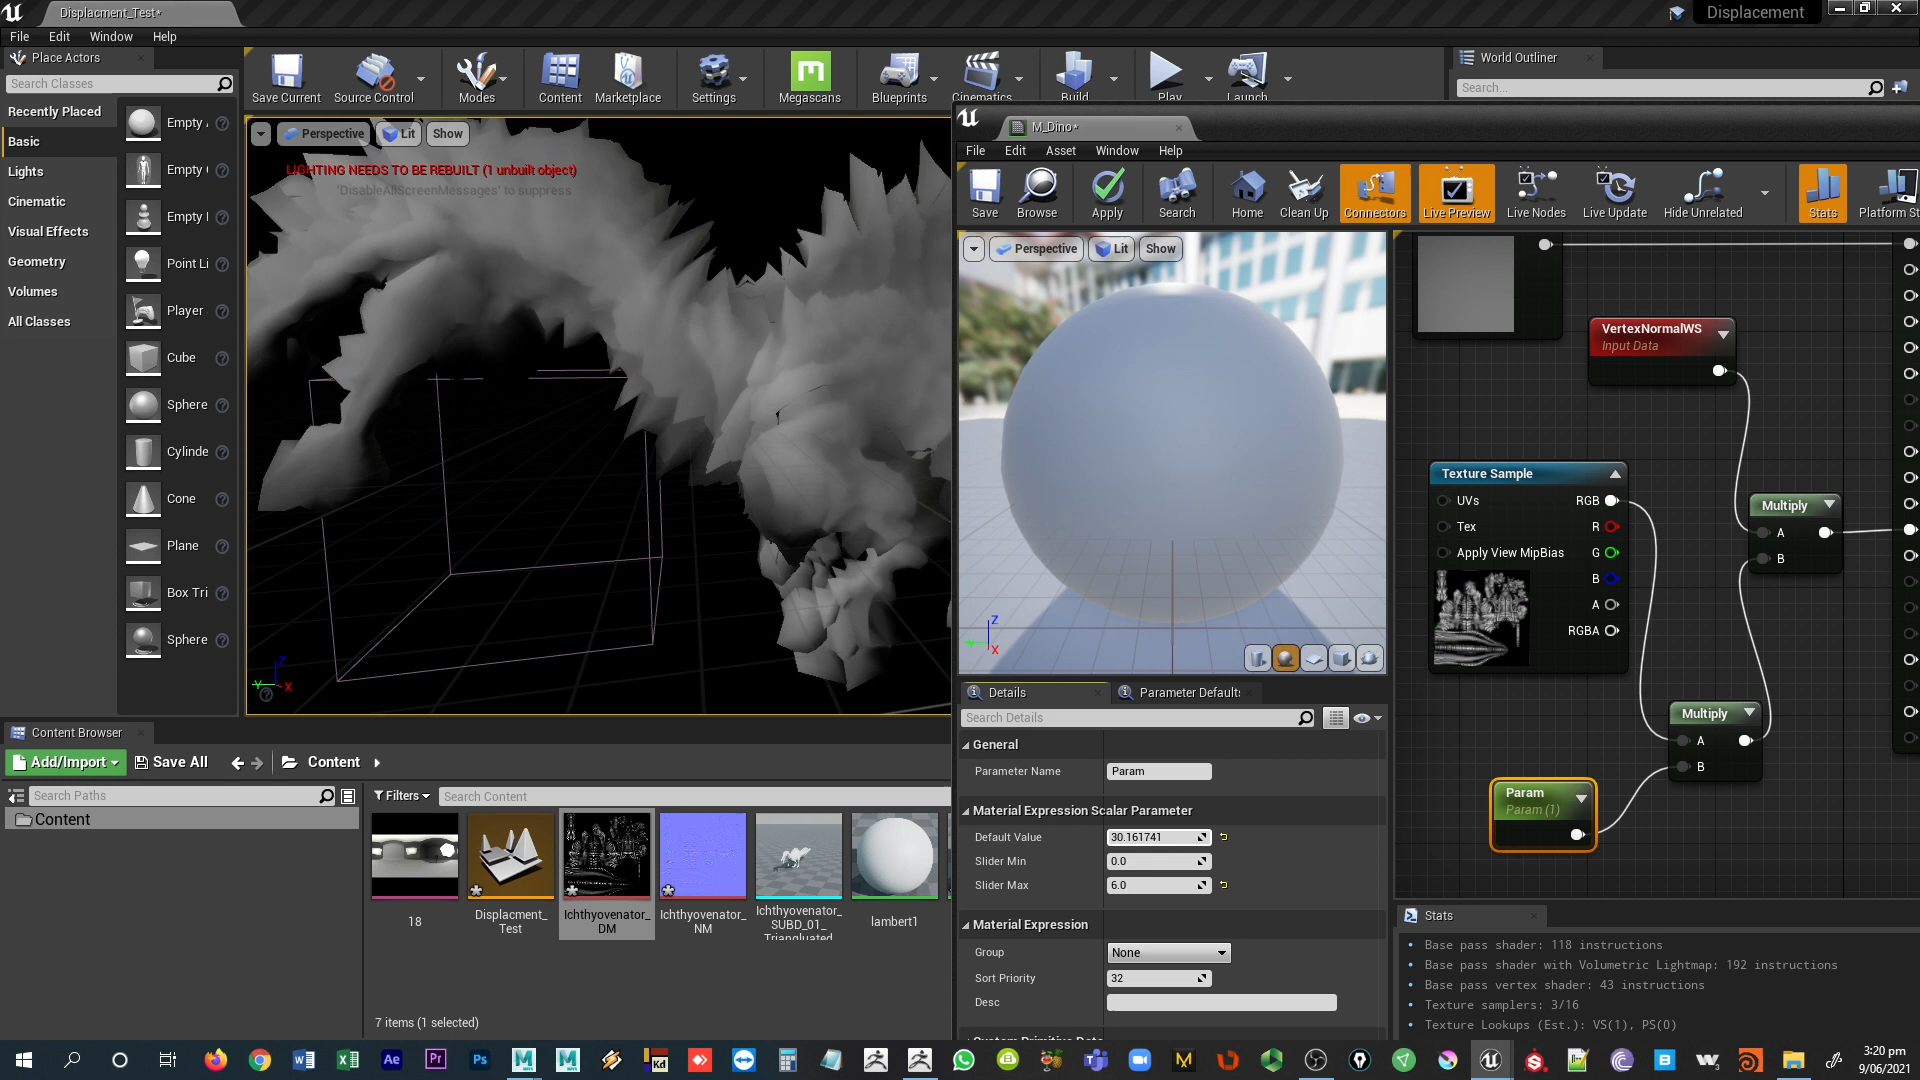 Displacment_Test*
Displacement
File Edit Window Help
Place Actors
Search Classes
Recently Placed
Basic
Lights
Cinematic
Visual Effects
Geometry
Volumes
All Classes
Empty
Empty
Empty
Point Li
Player
Cube
Sphere
Cylinde
Cone
Plane
Box Tri
Sphere
Save Current
Source Control
Modes
Content
Marketplace
Settings
Megascans
Blueprints
Cinematics
Build
Play
Launch
World Outliner
Search...
Perspective Lit Show
LIGHTING NEEDS TO BE REBUILT (1 unbuilt object)
'DisableAllScreenMessages' to suppress
M_Dino*
File Edit Asset Window Help
Save
Browse
Apply
Search
Home
Clean Up
Connectors
Live Preview
Live Nodes
Live Update
Hide Unrelated
Stats
Platform St
Perspective Lit Show
VertexNormalWS
Input Data
Texture Sample
UVs RGB
Tex R
Apply View MipBias G
B
A
RGBA
Multiply
A
B
Multiply
A
B
Param
Param (1)
Z
X
Z
Y
X
Details
Parameter Defaults
Search Details
General
Parameter Name Param
Material Expression Scalar Parameter
Default Value 30.161741
Slider Min 0.0
Slider Max 6.0
Material Expression
Group None
Sort Priority 32
Desc
Custom Primitive Data
Stats
Base pass shader: 118 instructions
Base pass shader with Volumetric Lightmap: 192 instructions
Base pass vertex shader: 43 instructions
Texture samplers: 3/16
Texture Lookups (Est.): VS(1), PS(0)
Content Browser
Add/Import Save All Content
Search Paths
Content
Filters Search Content
18
Displacment_
Test
Ichthyovenator_
DM
Ichthyovenator_
NM
Ichthyovenator_
SUBD_01_
Triangluated
lambert1
7 items (1 selected)
3:20 pm
9/06/2021